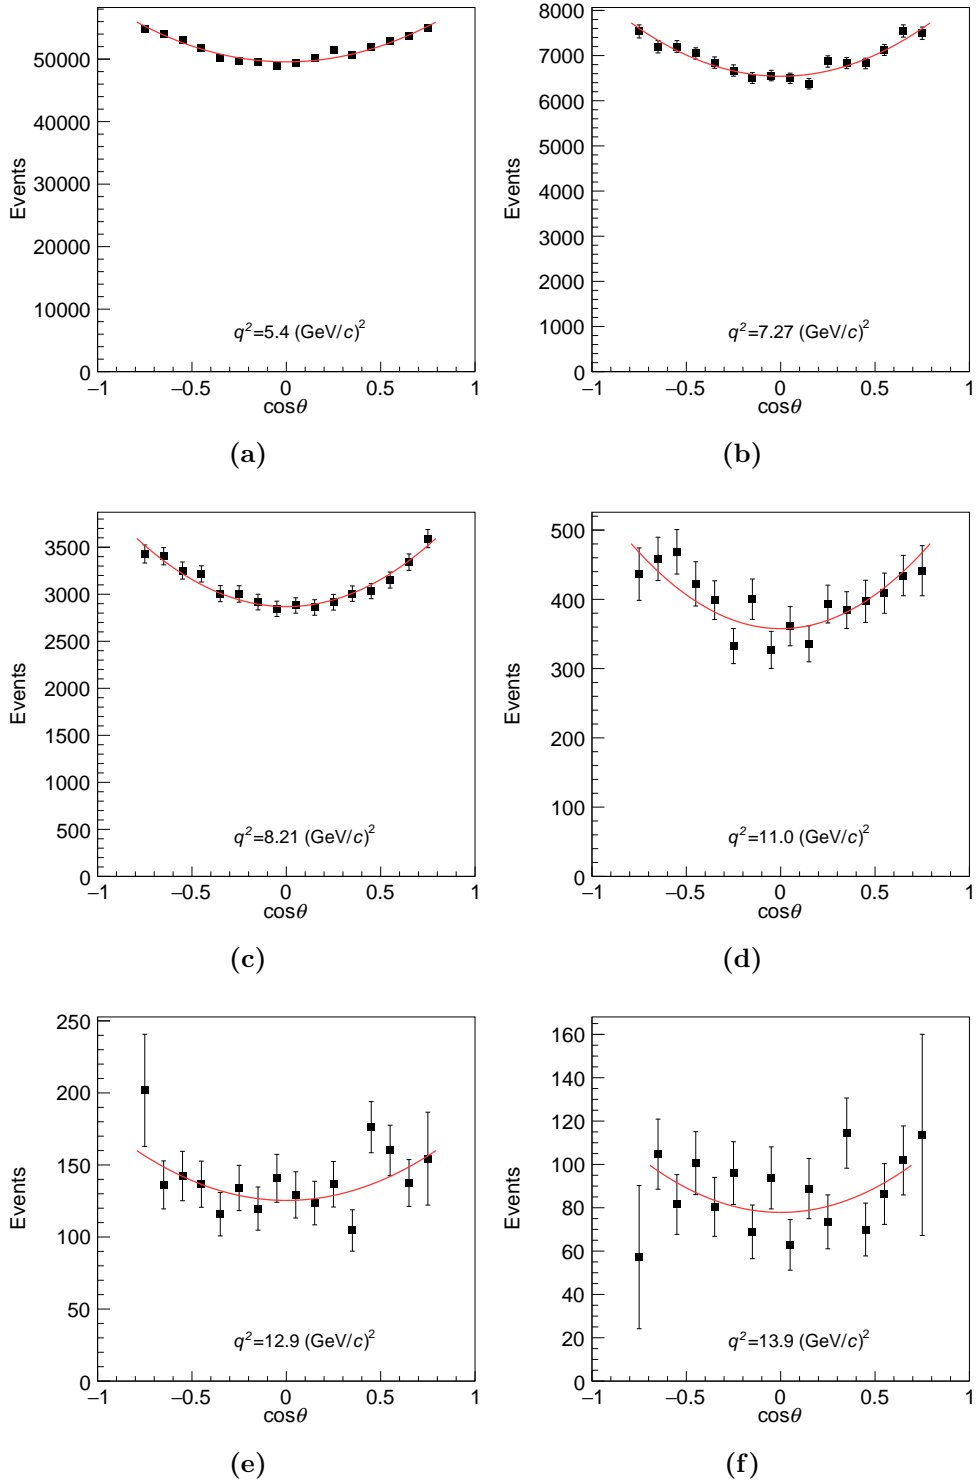 50000
40000
30000
20000
10000
0
Events
q²=5.4 (GeV/c)²
−1 −0.5 0 0.5 1
cosθ
(a)
8000
7000
6000
5000
4000
3000
2000
1000
0
Events
q²=7.27 (GeV/c)²
−1 −0.5 0 0.5 1
cosθ
(b)
3500
3000
2500
2000
1500
1000
500
0
Events
q²=8.21 (GeV/c)²
−1 −0.5 0 0.5 1
cosθ
(c)
500
400
300
200
100
0
Events
q²=11.0 (GeV/c)²
−1 −0.5 0 0.5 1
cosθ
(d)
250
200
150
100
50
0
Events
q²=12.9 (GeV/c)²
−1 −0.5 0 0.5 1
cosθ
(e)
160
140
120
100
80
60
40
20
0
Events
q²=13.9 (GeV/c)²
−1 −0.5 0 0.5 1
cosθ
(f)